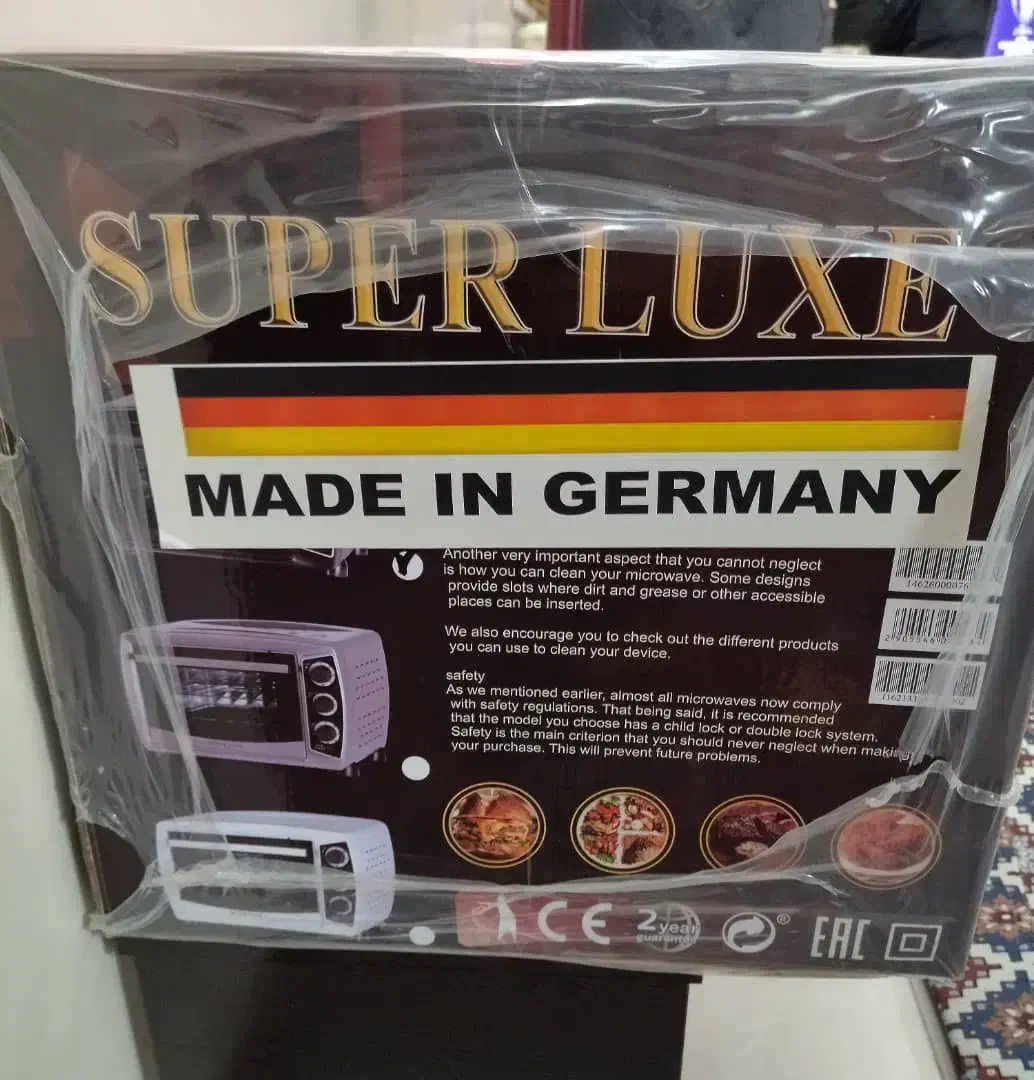 SUPER LUXE
MADE IN GERMANY
Another very important aspect that you cannot neglect
is how you can clean your microwave. Some designs
provide slots where dirt and grease or other accessible
places can be inserted.
We also encourage you to check out the different products
you can use to clean your device.
safety
As we mentioned earlier, almost all microwaves now comply
with safety regulations. That being said, it is recommended
that the model you choose has a child lock or double lock system.
Safety is the main criterion that you should never neglect when making
your purchase. This will prevent future problems.
14626000076
CE
2 year
guarantee
®
EAC